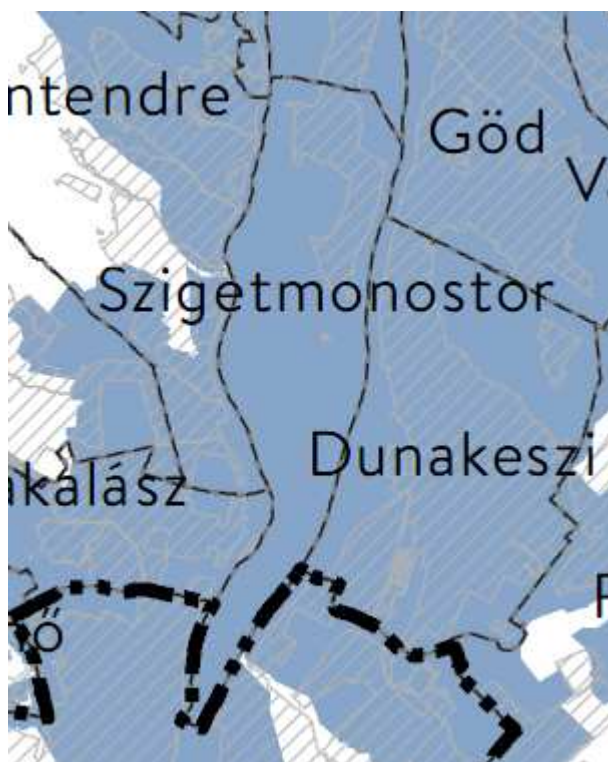 ntendre
Göd
V
Szigetmonostor
Dunakeszi
akalász
P
ő